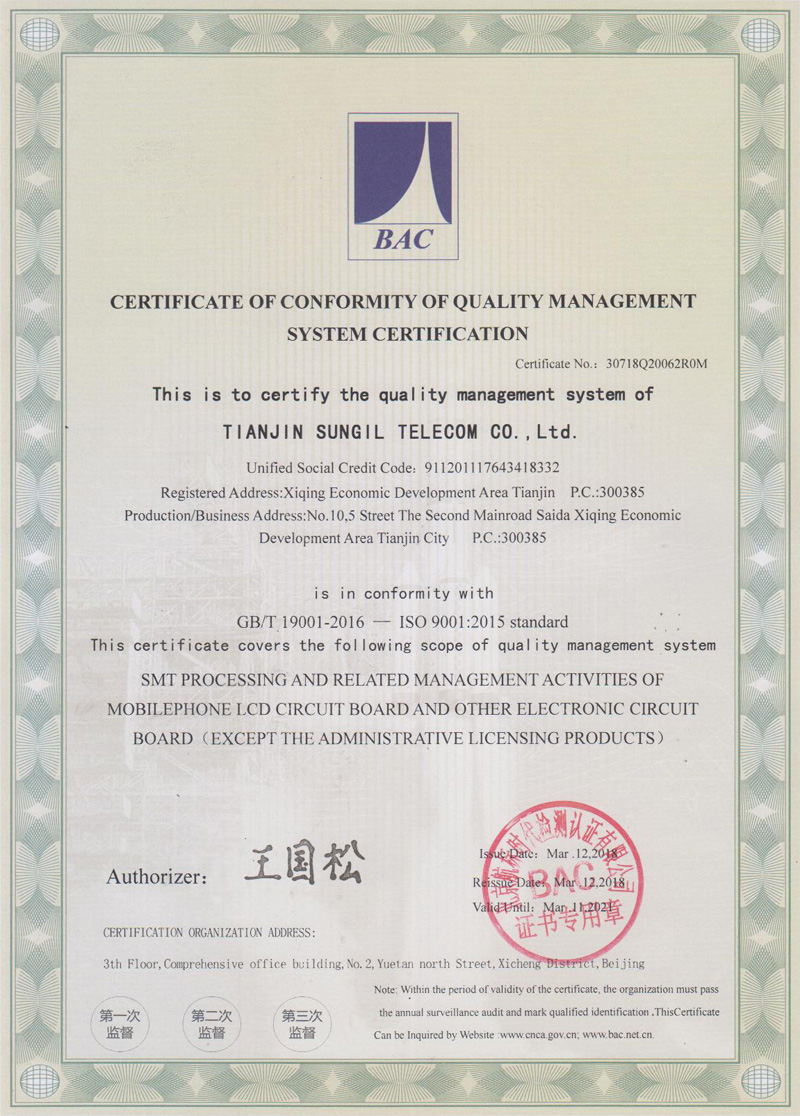 BAC
CERTIFICATE OF CONFORMITY OF QUALITY MANAGEMENT
SYSTEM CERTIFICATION
Certificate No.: 30718Q20062R0M
This is to certify the quality management system of
TIANJIN SUNGIL TELECOM CO.,Ltd.
Unified Social Credit Code: 911201117643418332
Registered Address:Xiqing Economic Development Area Tianjin P.C.:300385
Production/Business Address:No.10,5 Street The Second Mainroad Saida Xiqing Economic
Development Area Tianjin City P.C.:300385
is in conformity with
GB/T 19001-2016 — ISO 9001:2015 standard
This certificate covers the following scope of quality management system
SMT PROCESSING AND RELATED MANAGEMENT ACTIVITIES OF
MOBILEPHONE LCD CIRCUIT BOARD AND OTHER ELECTRONIC CIRCUIT
BOARD（EXCEPT THE ADMINISTRATIVE LICENSING PRODUCTS）
Authorizer: 王国松
Issue Date: Mar .12,2018
Reissue Date: Mar .12,2018
Valid Until: Mar .11,2021
BAC
证书专用章
CERTIFICATION ORGANIZATION ADDRESS:
3th Floor,Comprehensive office building,No.2,Yuetan north Street,Xicheng District,Beijing
Note: Within the period of validity of the certificate, the organization must pass
the annual surveillance audit and mark qualified identification .ThisCertificate
Can be Inquired by Website :www.cnca.gov.cn; www.bac.net.cn.
第一次
监督
第二次
监督
第三次
监督